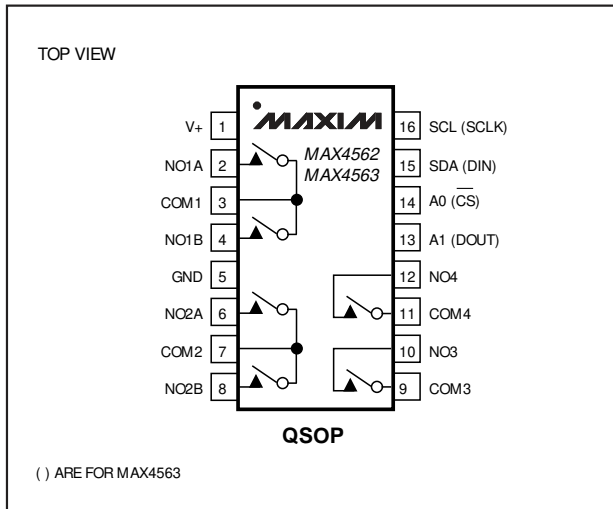 TOP VIEW
MAXIM
MAX4562
MAX4563
V+ 1
NO1A 2
COM1 3
NO1B 4
GND 5
NO2A 6
COM2 7
NO2B 8
16 SCL (SCLK)
15 SDA (DIN)
14 A0 (C̅S̅)
13 A1 (DOUT)
12 NO4
11 COM4
10 NO3
9 COM3
QSOP
( ) ARE FOR MAX4563